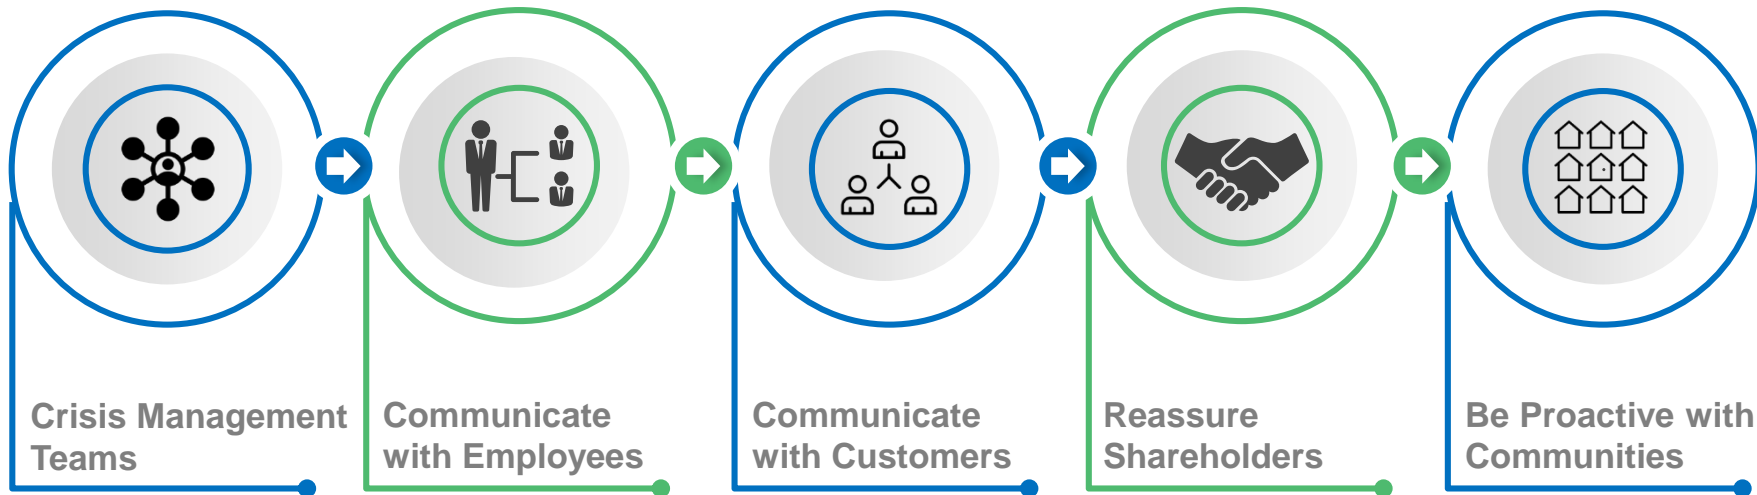 Crisis Management
Teams
Communicate
with Employees
Communicate
with Customers
Reassure
Shareholders
Be Proactive with
Communities